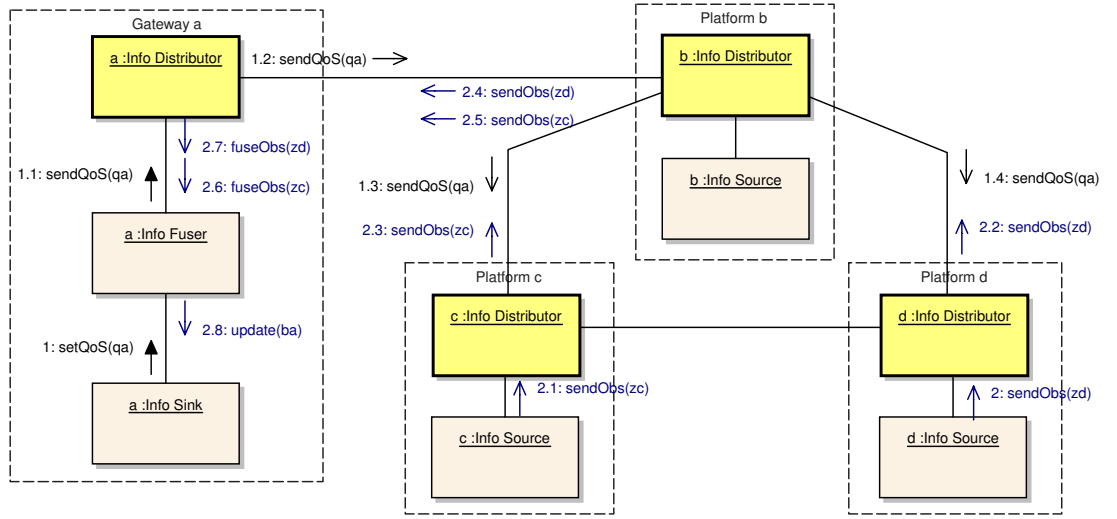 Gateway a
a :Info Distributor
1.2: sendQoS(qa)
2.4: sendObs(zd)
2.5: sendObs(zc)
2.7: fuseObs(zd)
2.6: fuseObs(zc)
1.1: sendQoS(qa)
a :Info Fuser
2.8: update(ba)
1: setQoS(qa)
a :Info Sink
Platform b
b :Info Distributor
b :Info Source
1.3: sendQoS(qa)
2.3: sendObs(zc)
1.4: sendQoS(qa)
2.2: sendObs(zd)
Platform c
c :Info Distributor
2.1: sendObs(zc)
c :Info Source
Platform d
d :Info Distributor
2: sendObs(zd)
d :Info Source